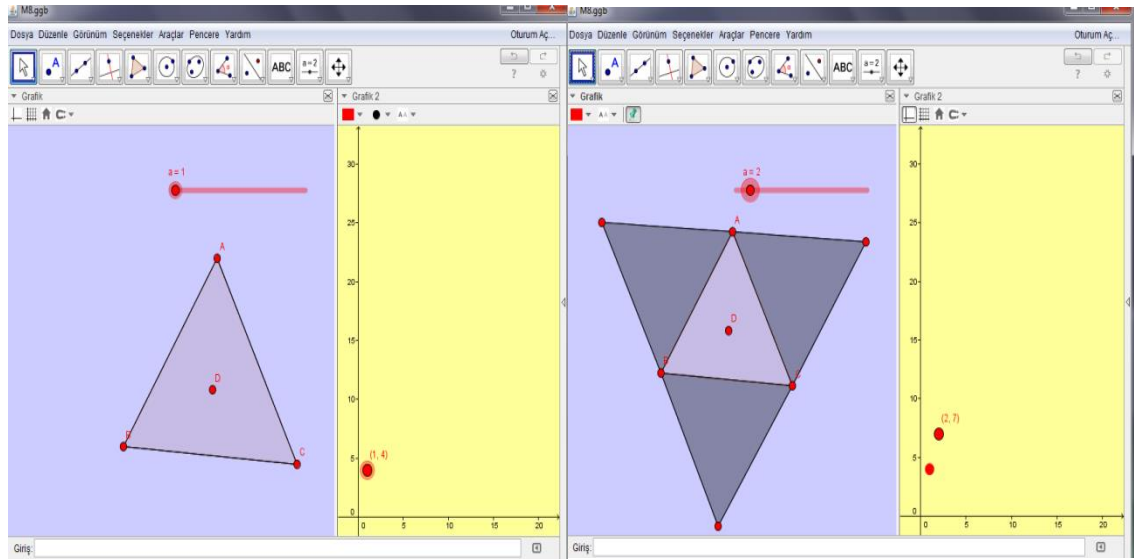 M8.ggb
Dosya Düzenle Görünüm Seçenekler Araçlar Pencere Yardım Oturum Aç...
A ABC a=2
?
Grafik
Grafik 2
a = 1
A
D
B
C
30
25
20
15
10
5
0
(1, 4)
0 5 10 15 20
Giriş:
M8.ggb
Dosya Düzenle Görünüm Seçenekler Araçlar Pencere Yardım Oturum Aç...
A ABC a=2
?
Grafik
Grafik 2
a = 2
A
D
B
C
30
25
20
15
10
5
0
(2, 7)
0 5 10 15 20
Giriş: